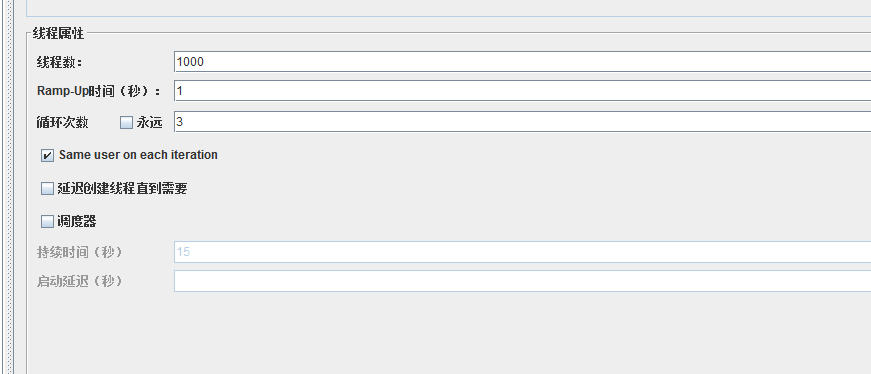 线程属性
线程数： 1000
Ramp-Up时间（秒）： 1
循环次数 永远 3
Same user on each iteration
延迟创建线程直到需要
调度器
持续时间（秒） 15
启动延迟（秒）